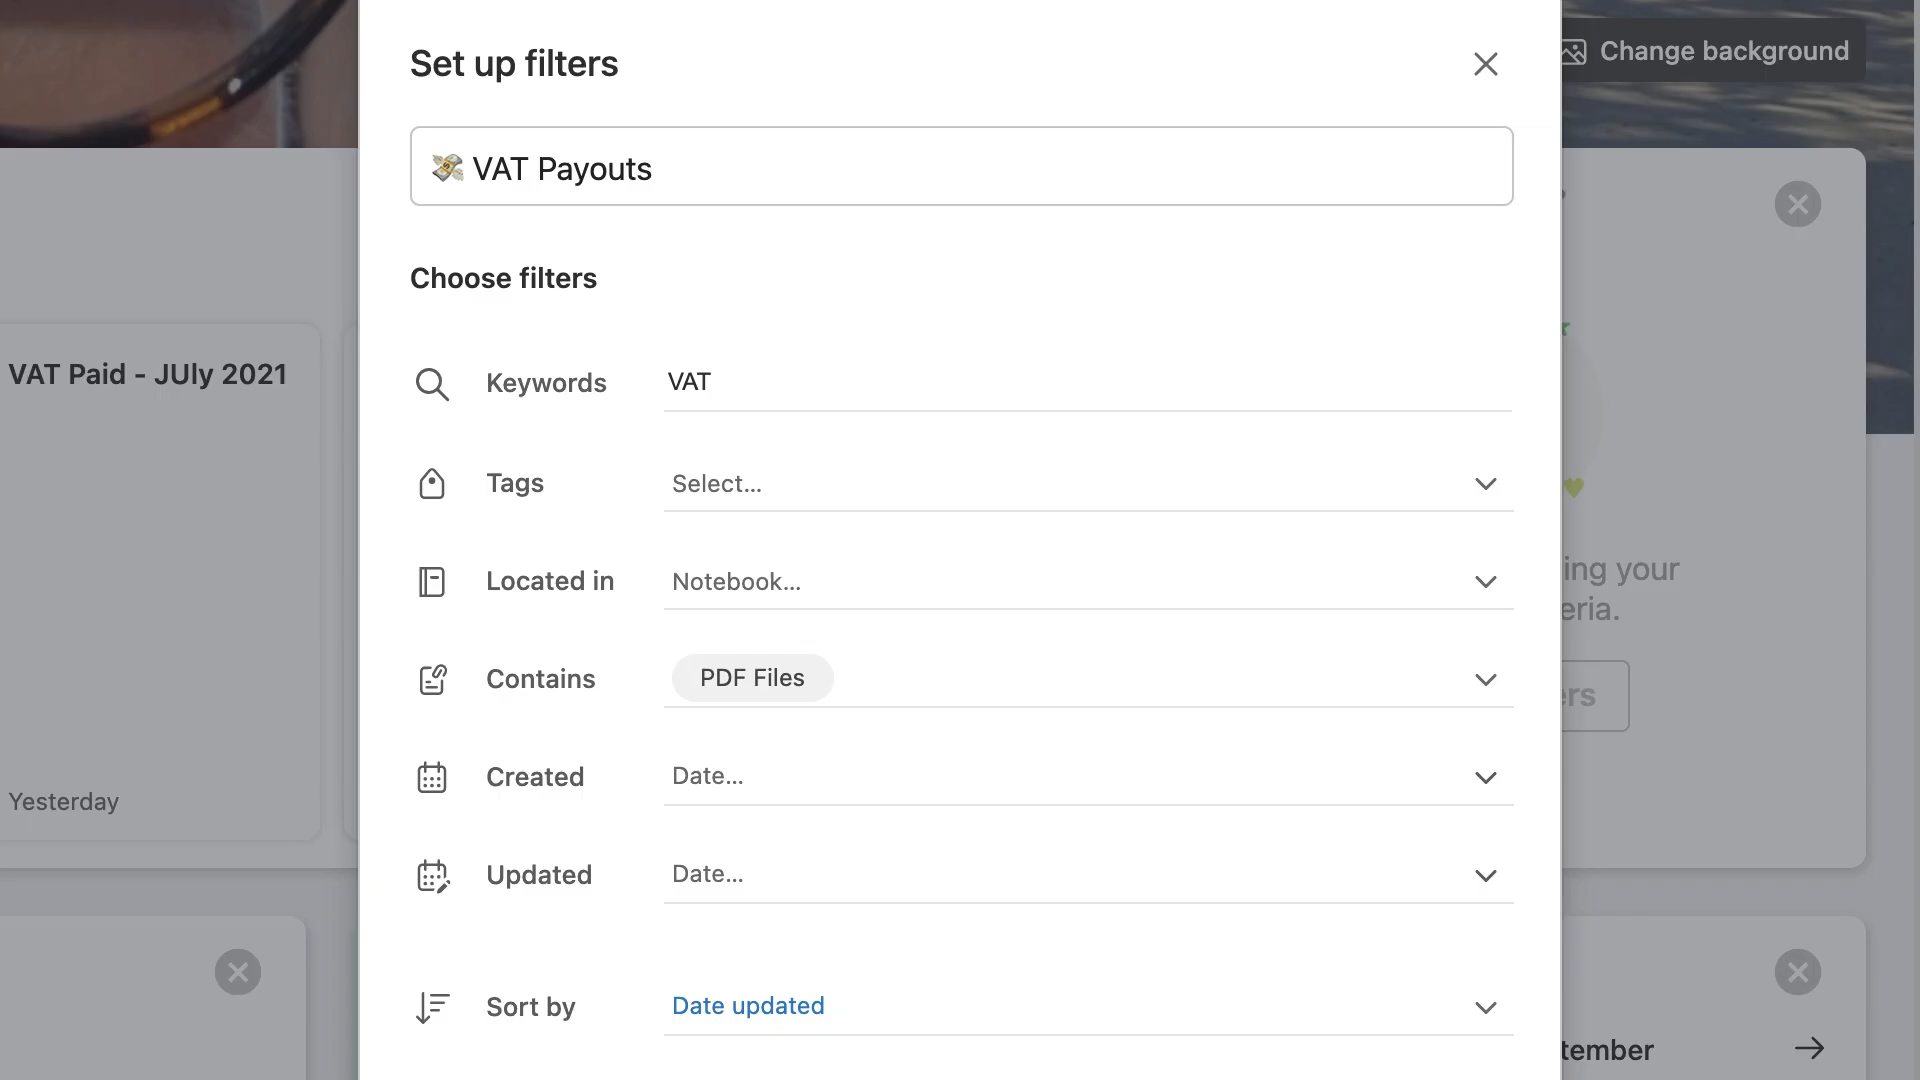 Set up filters
Change background
💸 VAT Payouts
Choose filters
VAT Paid - JUly 2021
Keywords VAT
Tags Select...
Located in Notebook...
ing your
eria.
Contains PDF Files
ers
Created Date...
Yesterday
Updated Date...
Sort by Date updated
tember